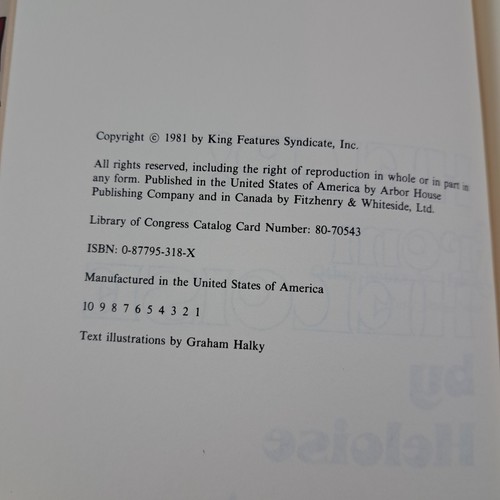 Copyright © 1981 by King Features Syndicate, Inc.
All rights reserved, including the right of reproduction in whole or in part in
any form. Published in the United States of America by Arbor House
Publishing Company and in Canada by Fitzhenry & Whiteside, Ltd.
Library of Congress Catalog Card Number: 80-70543
ISBN: 0-87795-318-X
Manufactured in the United States of America
10 9 8 7 6 5 4 3 2 1
Text illustrations by Graham Halky
from
HELOISE
by
Heloise